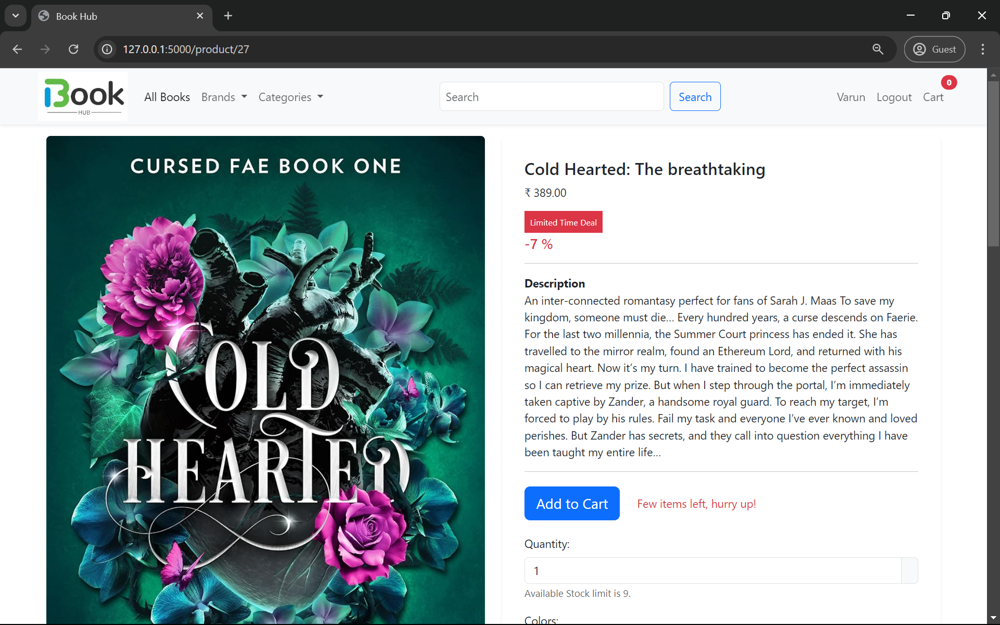 Book Hub
127.0.0.1:5000/product/27
Guest
Book
HUB
All Books
Brands
Categories
Search
Search
Varun
Logout
Cart
0
CURSED FAE BOOK ONE
COLD
HEARTED
Cold Hearted: The breathtaking
₹ 389.00
Limited Time Deal
-7 %
Description
An inter-connected romantasy perfect for fans of Sarah J. Maas To save my
kingdom, someone must die... Every hundred years, a curse descends on Faerie.
For the last two millennia, the Summer Court princess has ended it. She has
travelled to the mirror realm, found an Ethereum Lord, and returned with his
magical heart. Now it’s my turn. I have trained to become the perfect assassin
so I can retrieve my prize. But when I step through the portal, I’m immediately
taken captive by Zander, a handsome royal guard. To reach my target, I’m
forced to play by his rules. Fail my task and everyone I’ve ever known and loved
perishes. But Zander has secrets, and they call into question everything I have
been taught my entire life...
Add to Cart
Few items left, hurry up!
Quantity:
1
Available Stock limit is 9.
Colors: